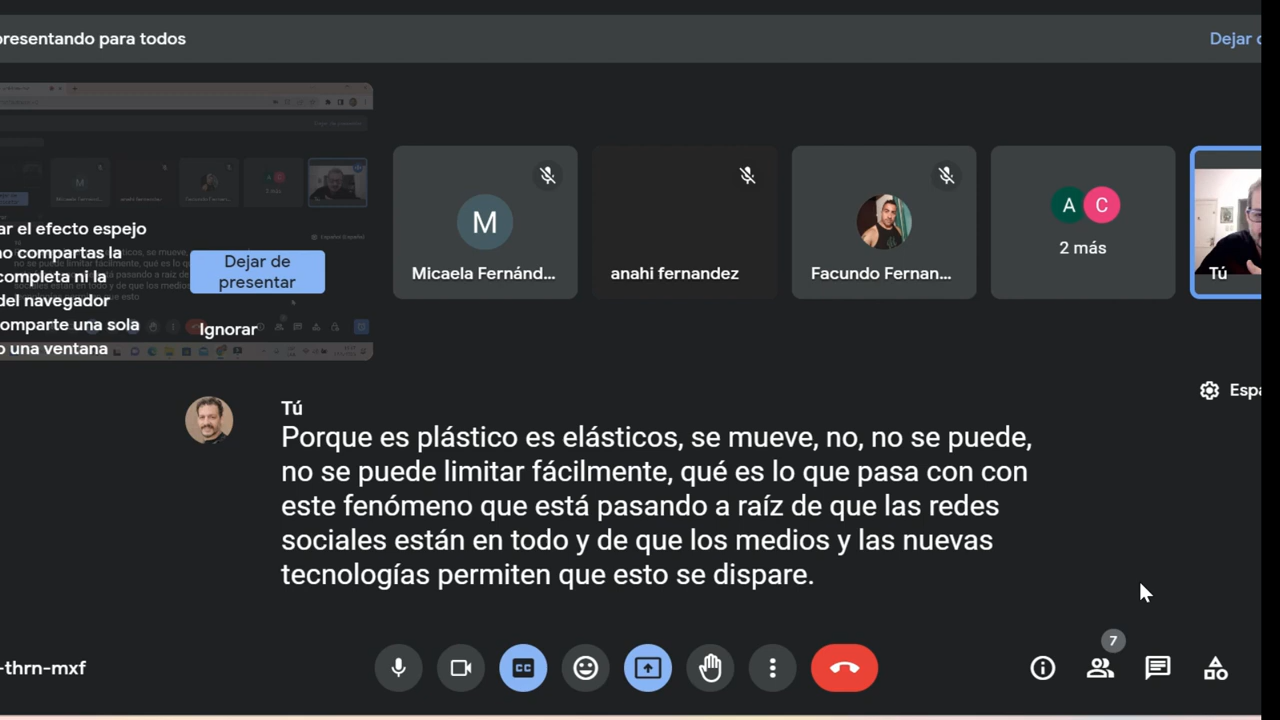 presentando para todos
Dejar
ar el efecto espejo
no compartas la
completa ni la
del navegador
omparte una sola
o una ventana
Dejar de
presentar
Ignorar
M
Micaela Fernánd...
anahi fernandez
Facundo Fernan...
A C
2 más
Tú
Espa
Tú
Porque es plástico es elásticos, se mueve, no, no se puede,
no se puede limitar fácilmente, qué es lo que pasa con con
este fenómeno que está pasando a raíz de que las redes
sociales están en todo y de que los medios y las nuevas
tecnologías permiten que esto se dispare.
-thrn-mxf
CC
7